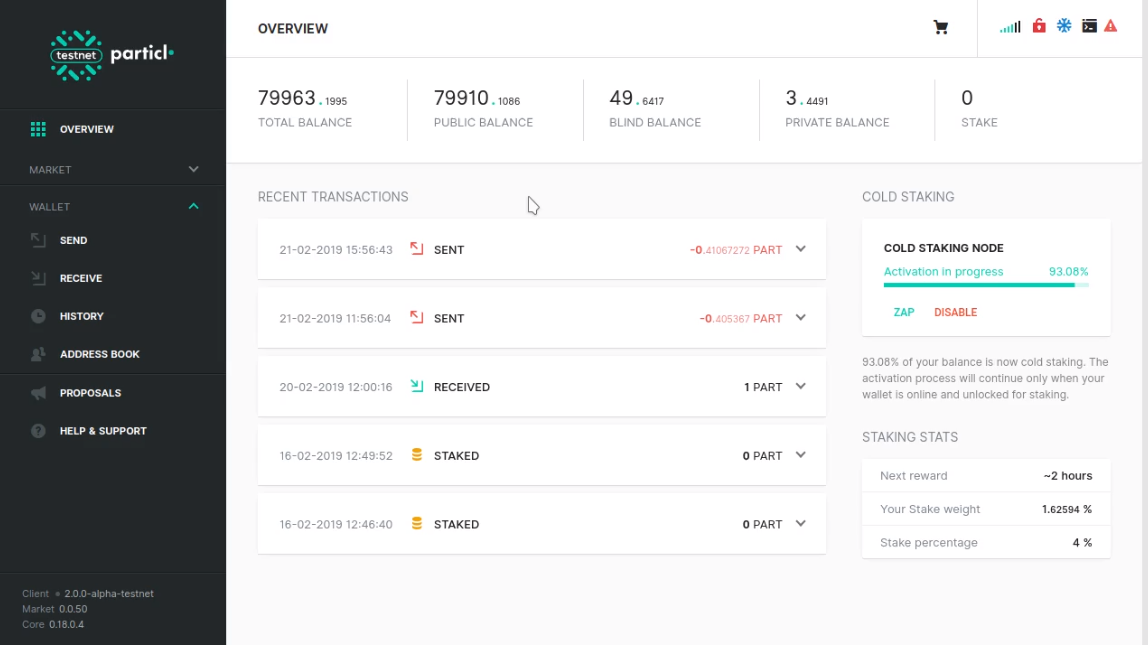 testnet particl
OVERVIEW
MARKET
WALLET
SEND
RECEIVE
HISTORY
ADDRESS BOOK
PROPOSALS
HELP & SUPPORT
Client 2.0.0-alpha-testnet
Market 0.0.50
Core 0.18.0.4
OVERVIEW
79963.1995
TOTAL BALANCE
79910.1086
PUBLIC BALANCE
49.6417
BLIND BALANCE
3.4491
PRIVATE BALANCE
0
STAKE
RECENT TRANSACTIONS
21-02-2019 15:56:43 SENT -0.41067272 PART
21-02-2019 11:56:04 SENT -0.405367 PART
20-02-2019 12:00:16 RECEIVED 1 PART
16-02-2019 12:49:52 STAKED 0 PART
16-02-2019 12:46:40 STAKED 0 PART
COLD STAKING
COLD STAKING NODE
Activation in progress 93.08%
ZAP DISABLE
93.08% of your balance is now cold staking. The
activation process will continue only when your
wallet is online and unlocked for staking.
STAKING STATS
Next reward ~2 hours
Your Stake weight 1.62594 %
Stake percentage 4 %